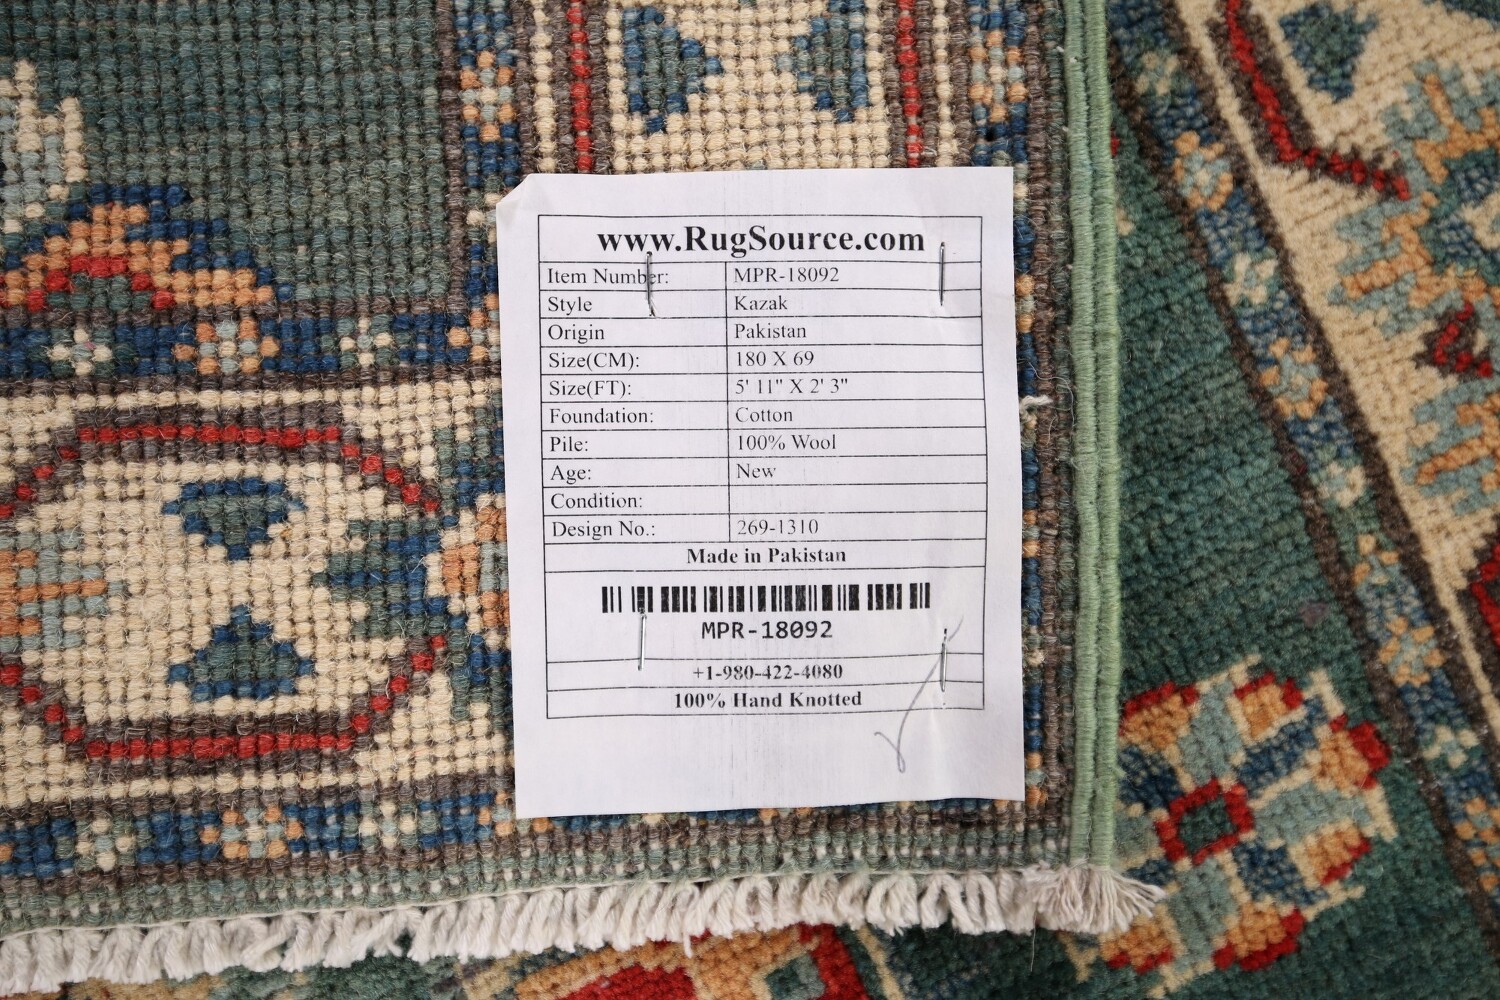 www.RugSource.com
Item Number: MPR-18092
Style Kazak
Origin Pakistan
Size(CM): 180 X 69
Size(FT): 5' 11" X 2' 3"
Foundation: Cotton
Pile: 100% Wool
Age: New
Condition:
Design No.: 269-1310
Made in Pakistan
MPR-18092
+1-980-422-4080
100% Hand Knotted